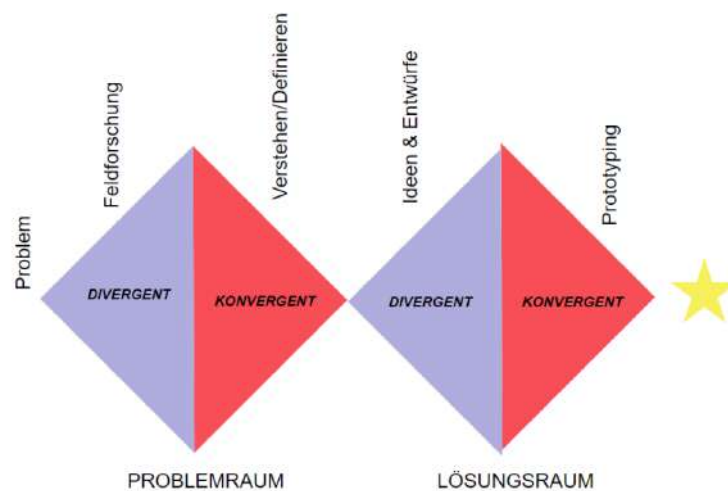 Problem
Feldforschung
Verstehen/Definieren
Ideen & Entwürfe
Prototyping
DIVERGENT
KONVERGENT
DIVERGENT
KONVERGENT
PROBLEMRAUM
LÖSUNGSRAUM